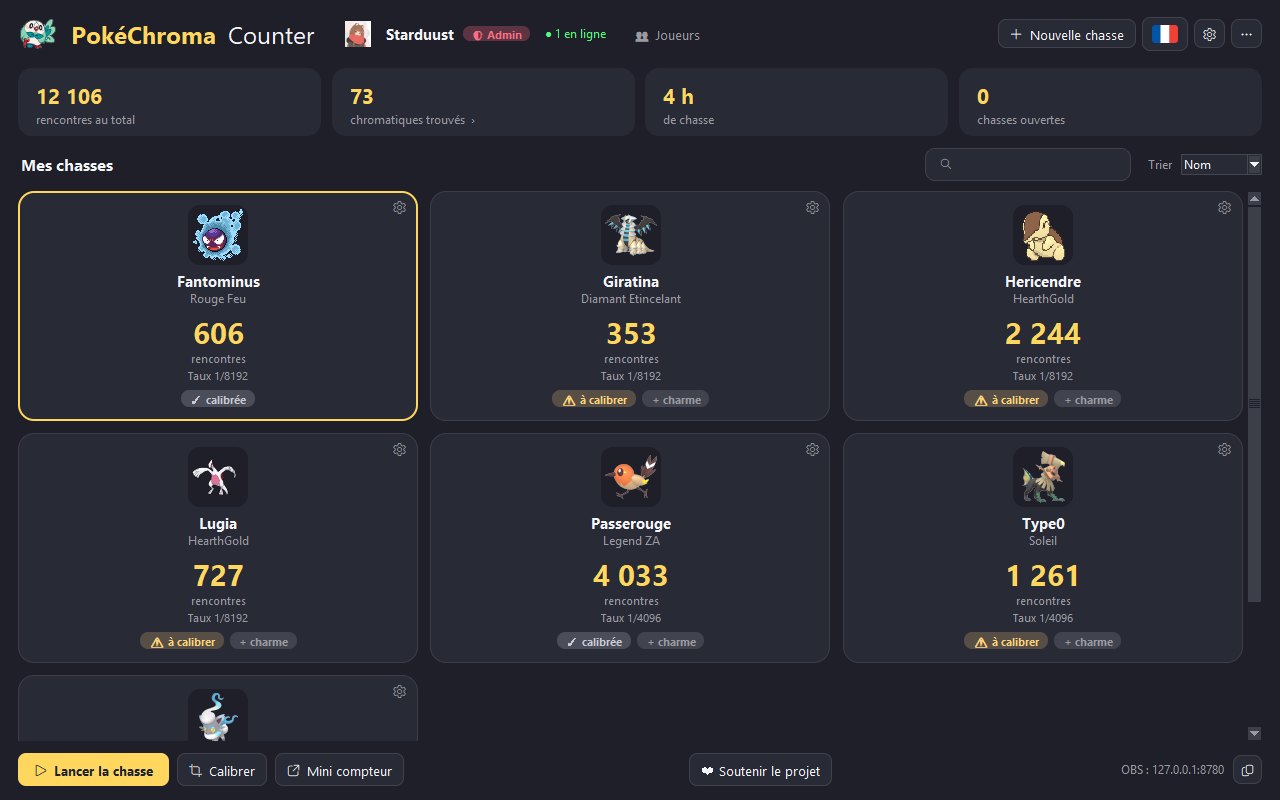 PokéChroma Counter
Starduust
Admin
1 en ligne
Joueurs
+ Nouvelle chasse
12 106
rencontres au total
73
chromatiques trouvés ›
4 h
de chasse
0
chasses ouvertes
Mes chasses
Trier Nom
Fantominus
Rouge Feu
606
rencontres
Taux 1/8192
✓ calibrée
Giratina
Diamant Etincelant
353
rencontres
Taux 1/8192
⚠ à calibrer
+ charme
Hericendre
HearthGold
2 244
rencontres
Taux 1/8192
⚠ à calibrer
+ charme
Lugia
HearthGold
727
rencontres
Taux 1/8192
⚠ à calibrer
+ charme
Passerouge
Legend ZA
4 033
rencontres
Taux 1/4096
✓ calibrée
+ charme
Type0
Soleil
1 261
rencontres
Taux 1/4096
⚠ à calibrer
+ charme
Lancer la chasse
Calibrer
Mini compteur
❤ Soutenir le projet
OBS : 127.0.0.1:8780